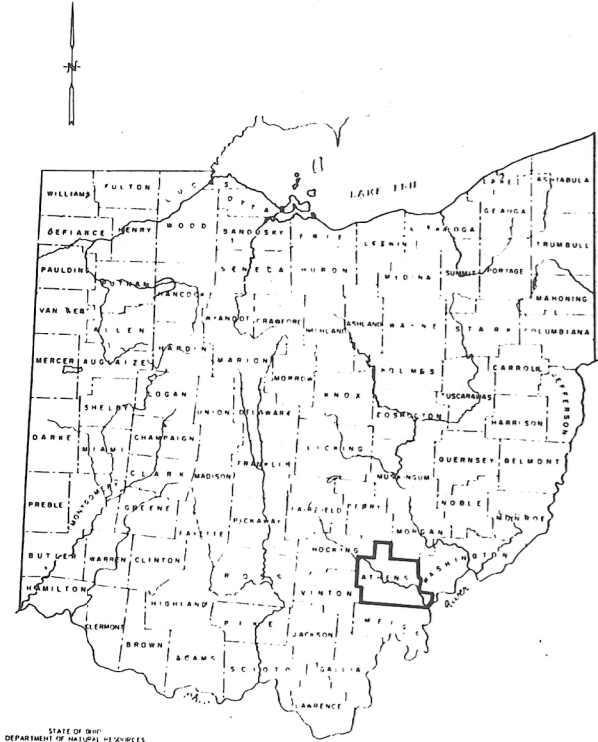 N
LAKE ERIE
WILLIAMS
FULTON
LUCAS
OTTAWA
LAKE
ASHTABULA
GEAUGA
DEFIANCE
HENRY
WOOD
SANDUSKY
ERIE
LORAIN
TRUMBULL
PAULDING
PUTNAM
HANCOCK
SENECA
HURON
MEDINA
SUMMIT
PORTAGE
MAHONING
VAN WERT
ALLEN
WYANDOT
CRAWFORD
RICHLAND
ASHLAND
WAYNE
STARK
COLUMBIANA
MERCER
AUGLAIZE
HARDIN
MARION
MORROW
HOLMES
CARROLL
JEFFERSON
LOGAN
KNOX
TUSCARAWAS
SHELBY
UNION
DELAWARE
COSHOCTON
HARRISON
DARKE
MIAMI
CHAMPAIGN
LICKING
GUERNSEY
BELMONT
CLARK
MADISON
FRANKLIN
MUSKINGUM
PREBLE
MONTGOMERY
GREENE
FAYETTE
PICKAWAY
FAIRFIELD
PERRY
MORGAN
NOBLE
MONROE
BUTLER
WARREN
CLINTON
HOCKING
ATHENS
WASHINGTON
HAMILTON
ROSS
VINTON
River
CLERMONT
HIGHLAND
PIKE
JACKSON
MEIGS
BROWN
ADAMS
SCIOTO
GALLIA
LAWRENCE
STATE OF OHIO
DEPARTMENT OF NATURAL RESOURCES